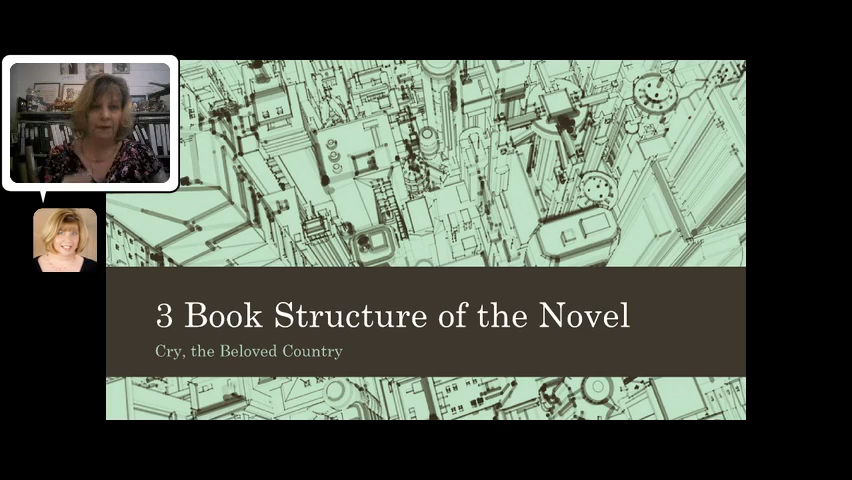 3 Book Structure of the Novel
Cry, the Beloved Country